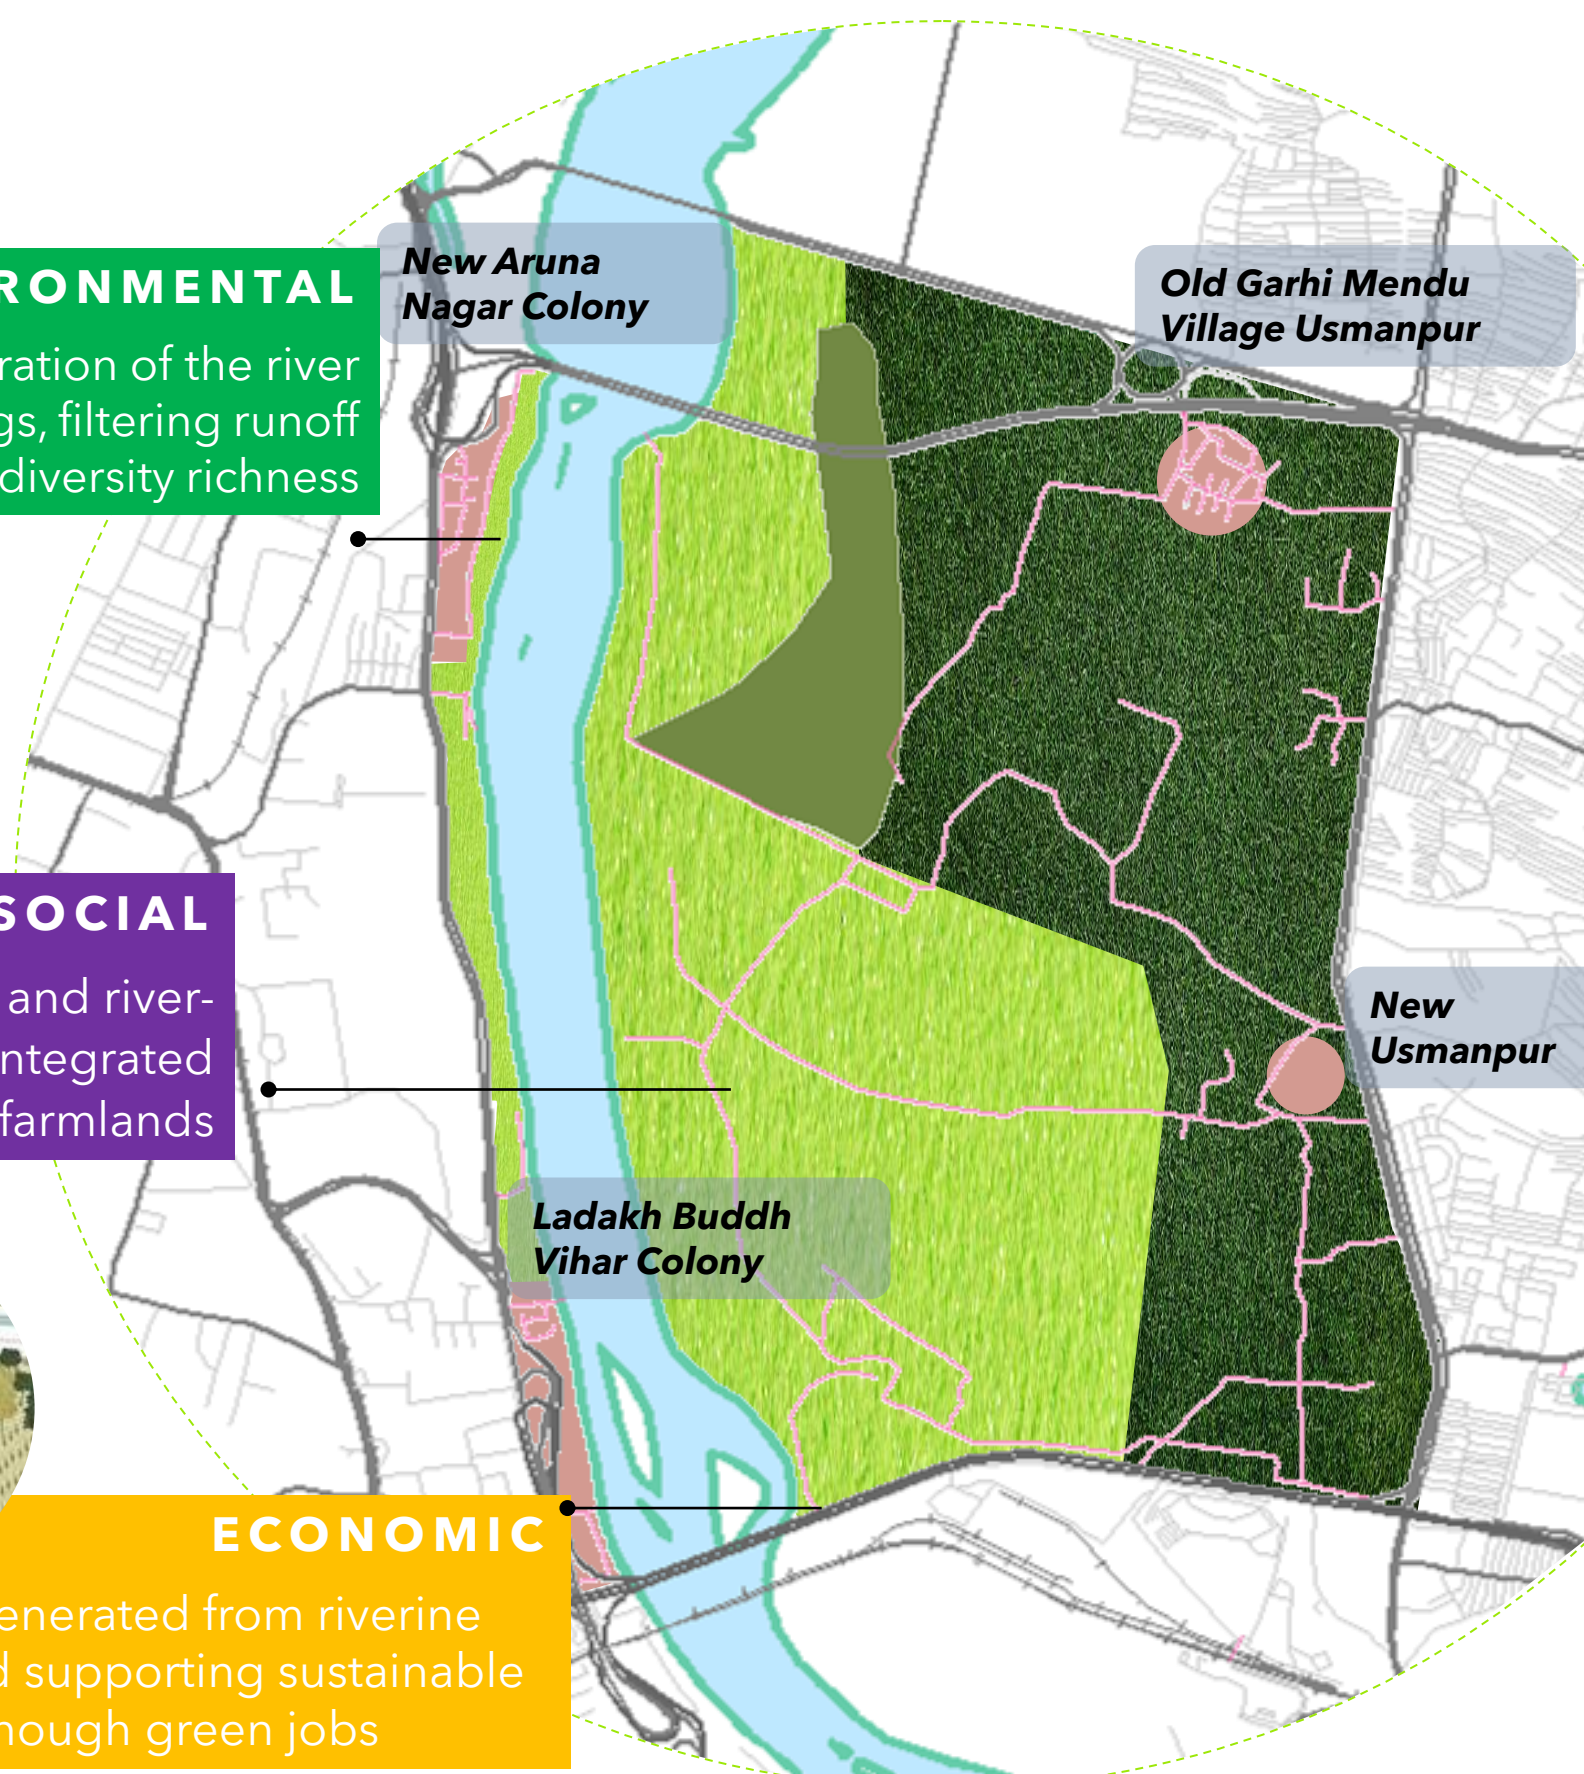 RONMENTAL
ration of the river
gs, filtering runoff
diversity richness
New Aruna
Nagar Colony
Old Garhi Mendu
Village Usmanpur
SOCIAL
and river-
ntegrated
farmlands
New
Usmanpur
Ladakh Buddh
Vihar Colony
ECONOMIC
enerated from riverine
d supporting sustainable
hough green jobs